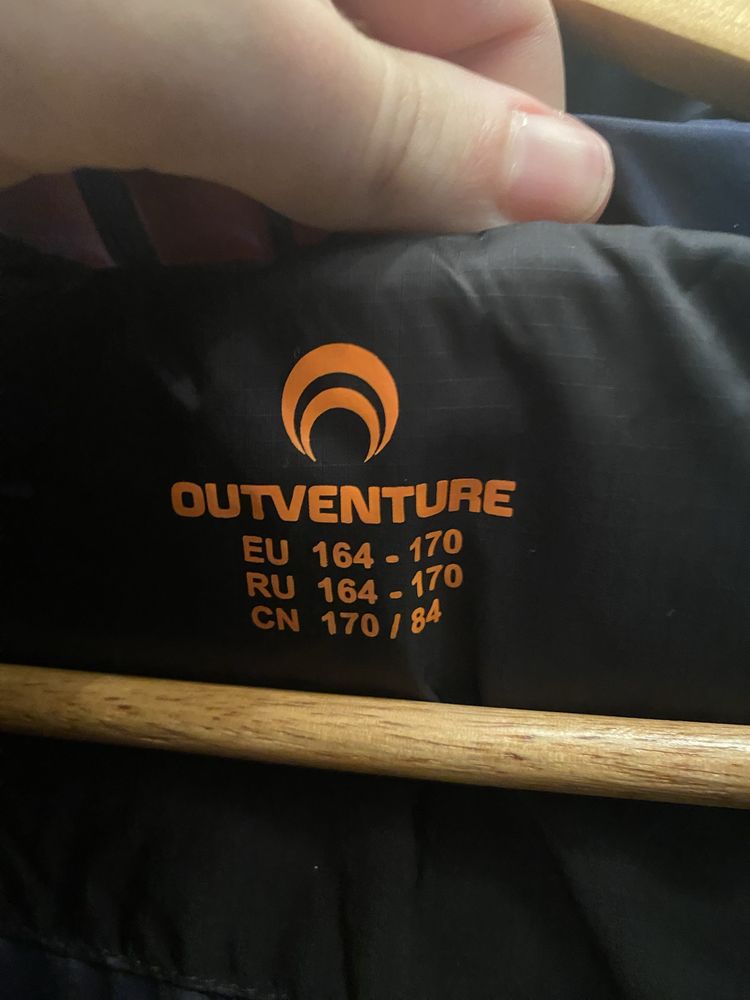 OUTVENTURE
EU 164 - 170
RU 164 - 170
CN 170 / 84